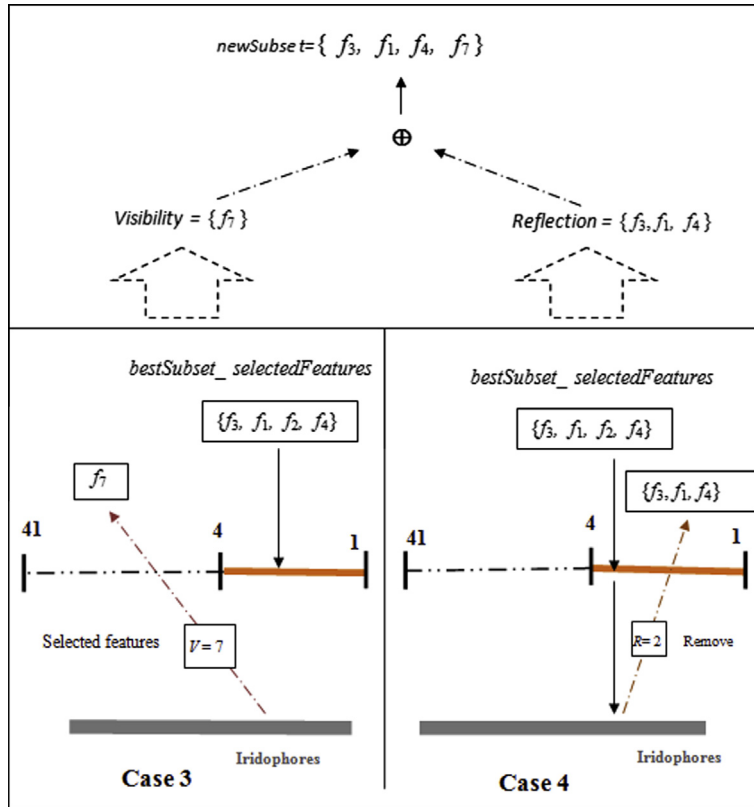 newSubset={ f3, f1, f4, f7}
⊕
Visibility = {f7}
Reflection = {f3, f1, f4}
bestSubset_ selectedFeatures
{f3, f1, f2, f4}
f7
41
4
1
Selected features
V= 7
Iridophores
Case 3
bestSubset_ selectedFeatures
{f3, f1, f2, f4}
{f3, f1, f4}
41
4
1
R= 2
Remove
Iridophores
Case 4